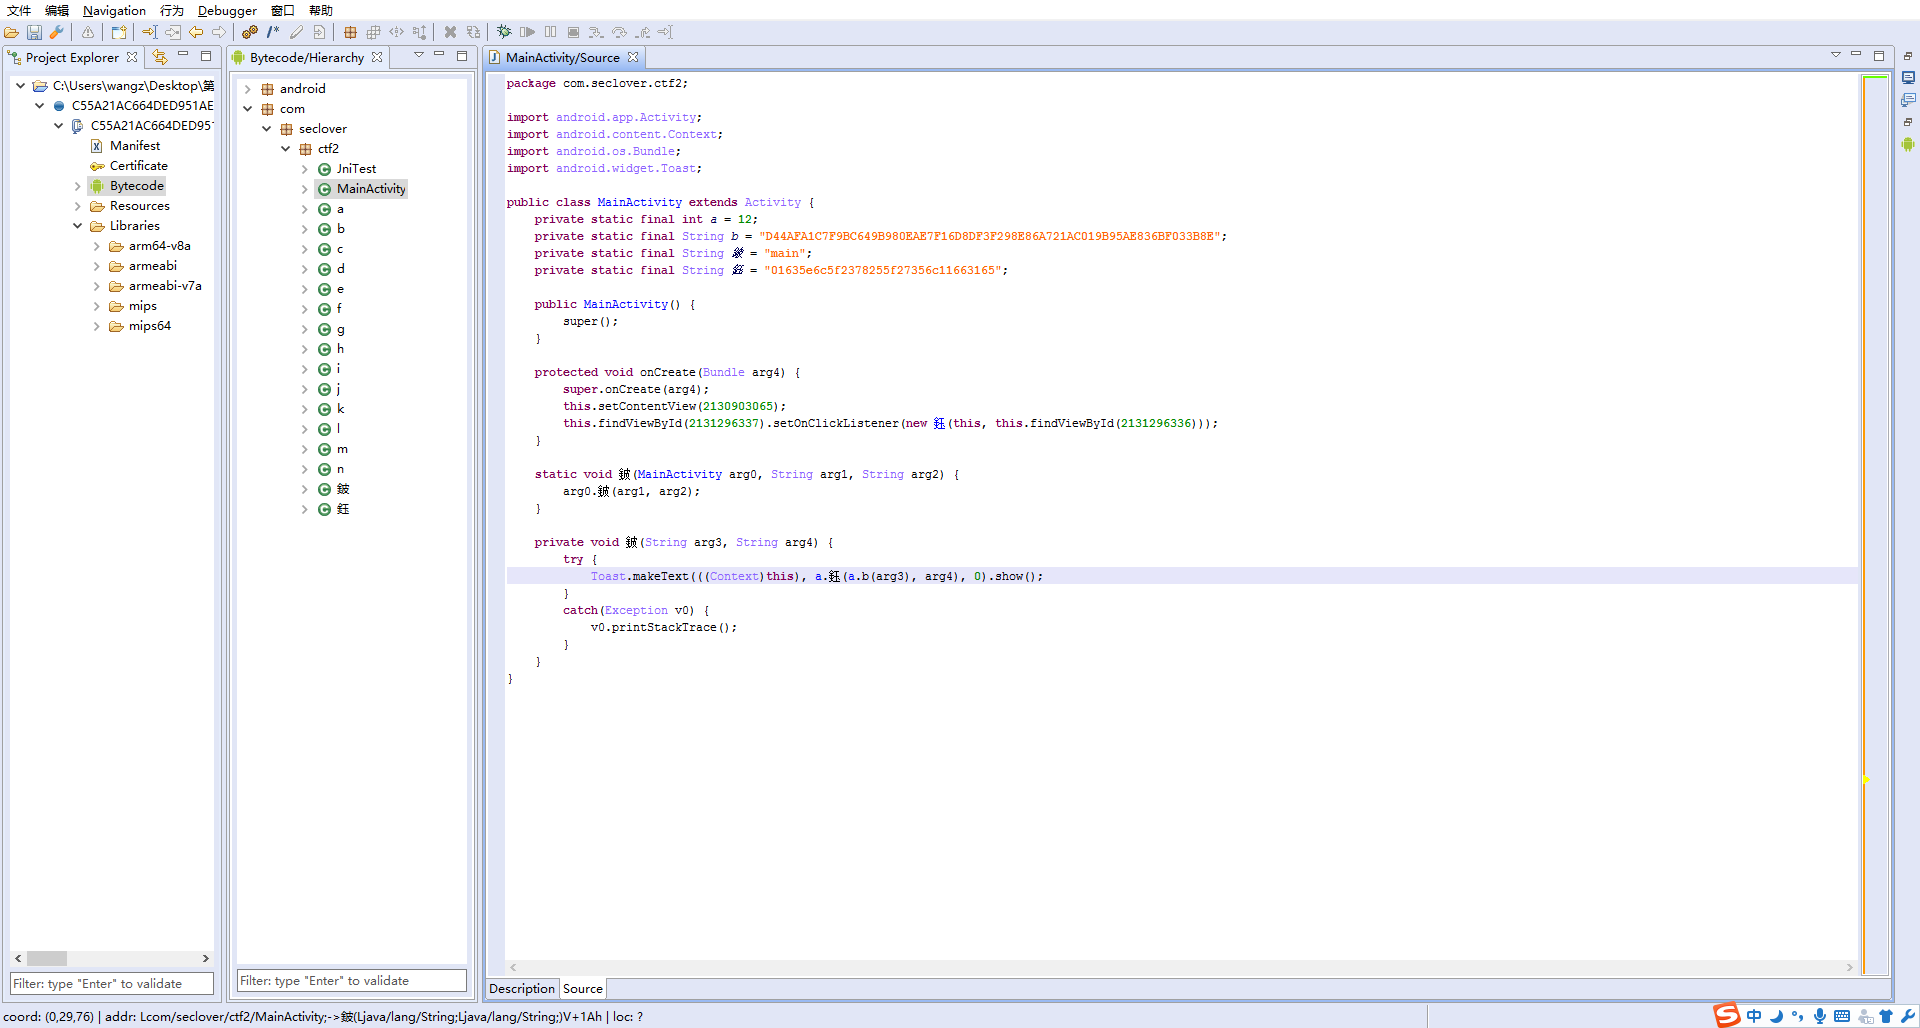 文件 编辑 Navigation 行为 Debugger 窗口 帮助
Project Explorer
C:\Users\wangz\Desktop\第
C55A21AC664DED951AE
C55A21AC664DED951
Manifest
Certificate
Bytecode
Resources
Libraries
arm64-v8a
armeabi
armeabi-v7a
mips
mips64
Filter: type "Enter" to validate
Bytecode/Hierarchy
android
com
seclover
ctf2
JniTest
MainActivity
a
b
c
d
e
f
g
h
i
j
k
l
m
n
鈹
鈺
Filter: type "Enter" to validate
MainActivity/Source
package com.seclover.ctf2;
import android.app.Activity;
import android.content.Context;
import android.os.Bundle;
import android.widget.Toast;
public class MainActivity extends Activity {
private static final int a = 12;
private static final String b = "D44AFA1C7F9BC649B980EAE7F16D8DF3F298E86A721AC019B95AE836BF033B8E";
private static final String 鈹 = "main";
private static final String 鈺 = "01635e6c5f2378255f27356c11663165";
public MainActivity() {
super();
}
protected void onCreate(Bundle arg4) {
super.onCreate(arg4);
this.setContentView(2130903065);
this.findViewById(2131296337).setOnClickListener(new 鈺(this, this.findViewById(2131296336)));
}
static void 鈹(MainActivity arg0, String arg1, String arg2) {
arg0.鈹(arg1, arg2);
}
private void 鈹(String arg3, String arg4) {
try {
Toast.makeText(((Context)this), a.鈺(a.b(arg3), arg4), 0).show();
}
catch(Exception v0) {
v0.printStackTrace();
}
}
}
Description Source
coord: (0,29,76) | addr: Lcom/seclover/ctf2/MainActivity;->鈹(Ljava/lang/String;Ljava/lang/String;)V+1Ah | loc: ?
S 中